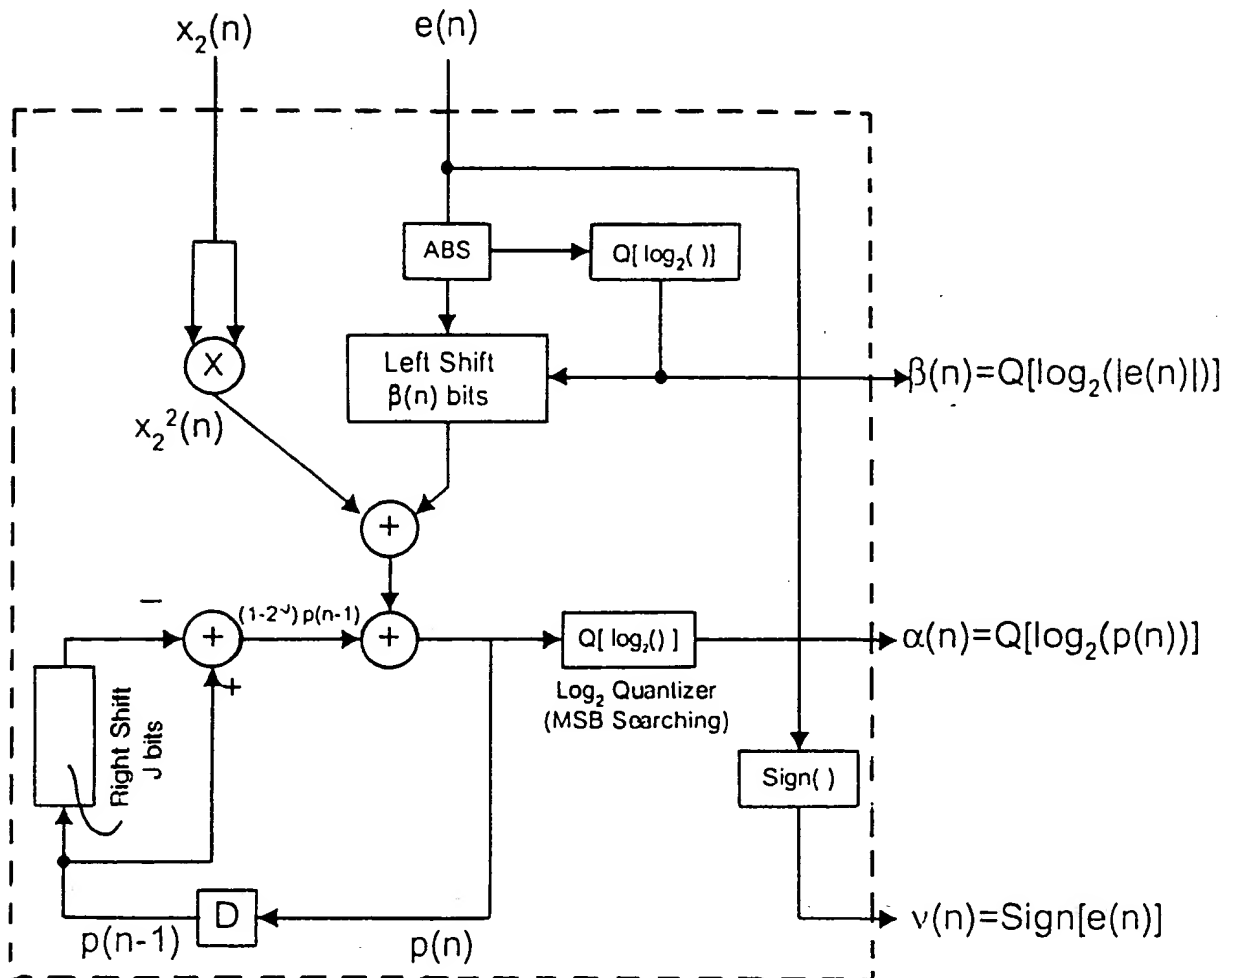 x₂(n)
e(n)
ABS
Q[ log₂( )]
Left Shift
β(n) bits
X
β(n)=Q[log₂(|e(n)|)]
x₂²(n)
+
−
+
(1-2⁻ᴶ) p(n-1)
+
Q[ log₂() ]
α(n)=Q[log₂(p(n))]
+
Log₂ Quantizer
(MSB Searching)
Right Shift
J bits
Sign( )
D
p(n-1)
p(n)
ν(n)=Sign[e(n)]